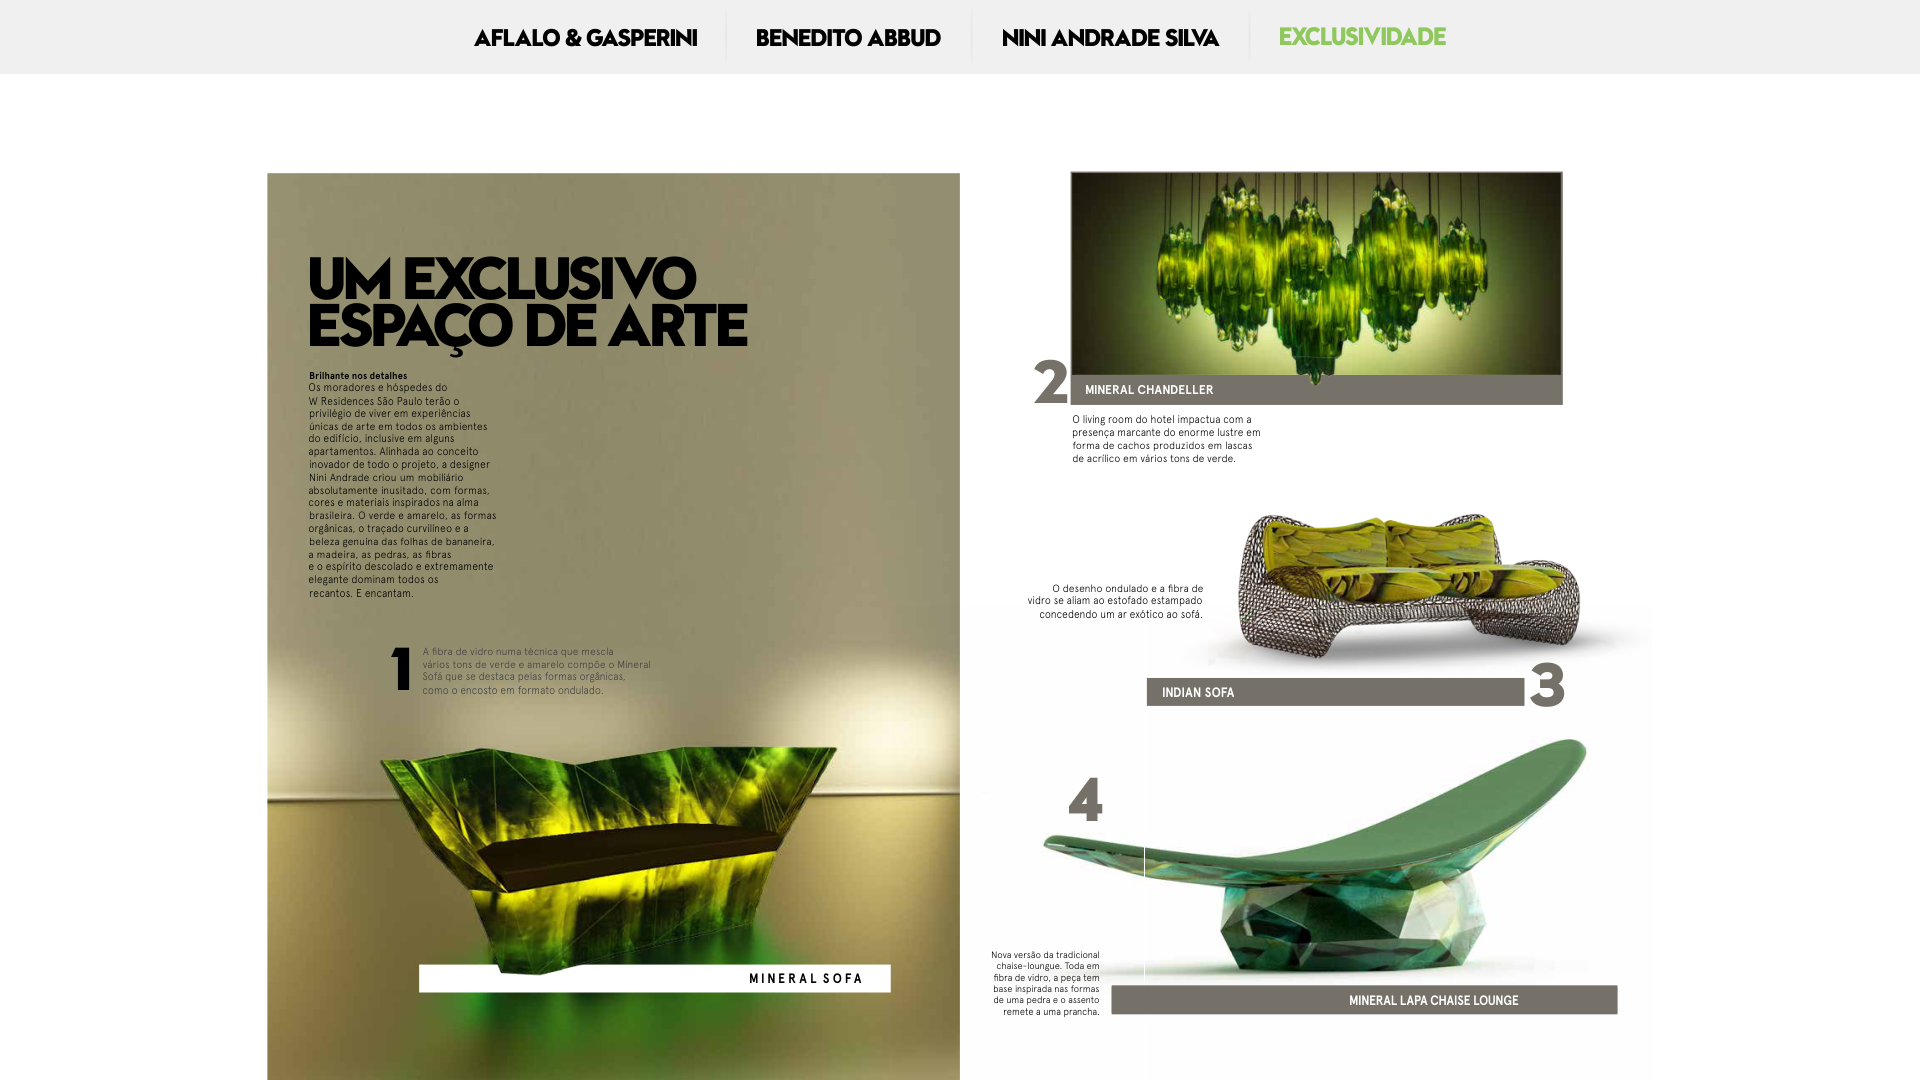 AFLALO & GASPERINI
BENEDITO ABBUD
NINI ANDRADE SILVA
EXCLUSIVIDADE
UM EXCLUSIVO
ESPAÇO DE ARTE
Brilhante nos detalhes
Os moradores e hóspedes do
W Residences São Paulo terão o
privilégio de viver em experiências
únicas de arte em todos os ambientes
do edifício, inclusive em alguns
apartamentos. Alinhada ao conceito
inovador de todo o projeto, a designer
Nini Andrade criou um mobiliário
absolutamente inusitado, com formas,
cores e materiais inspirados na alma
brasileira. O verde e amarelo, as formas
orgânicas, o traçado curvilíneo e a
beleza genuína das folhas de bananeira,
a madeira, as pedras, as fibras
e o espírito descolado e extremamente
elegante dominam todos os
recantos. E encantam.
1
A fibra de vidro numa técnica que mescla
vários tons de verde e amarelo compõe o Mineral
Sofá que se destaca pelas formas orgânicas,
como o encosto em formato ondulado.
MINERAL SOFA
2
MINERAL CHANDELLER
O living room do hotel impactua com a
presença marcante do enorme lustre em
forma de cachos produzidos em lascas
de acrílico em vários tons de verde.
O desenho ondulado e a fibra de
vidro se aliam ao estofado estampado
concedendo um ar exótico ao sofá.
INDIAN SOFA
3
4
Nova versão da tradicional
chaise-loungue. Toda em
fibra de vidro, a peça tem
base inspirada nas formas
de uma pedra e o assento
remete a uma prancha.
MINERAL LAPA CHAISE LOUNGE